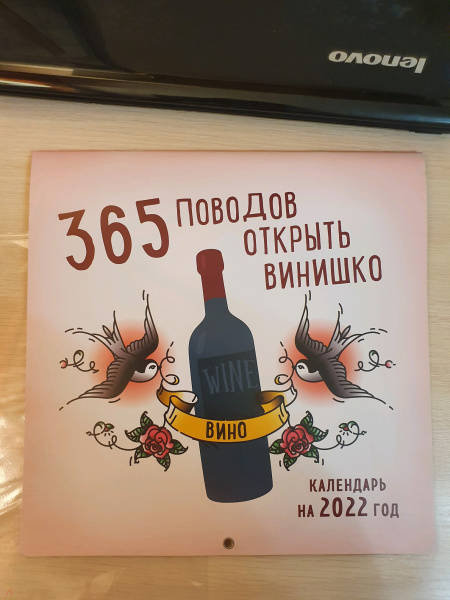 lenovo
365 ПОВОДОВ
ОТКРЫТЬ
ВИНИШКО
WINE
ВИНО
КАЛЕНДАРЬ
НА 2022 ГОД